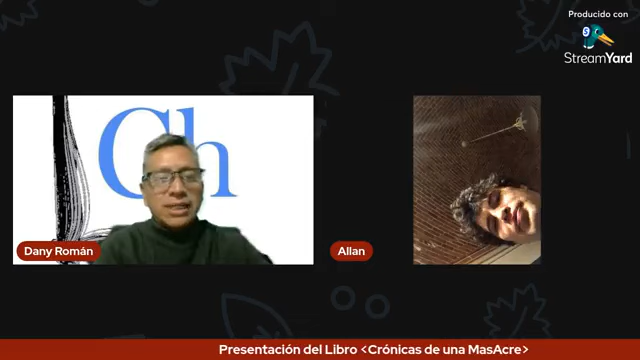 Producido con
StreamYard
Ch
Dany Román
Allan
Presentación del Libro <Crónicas de una MasAcre>